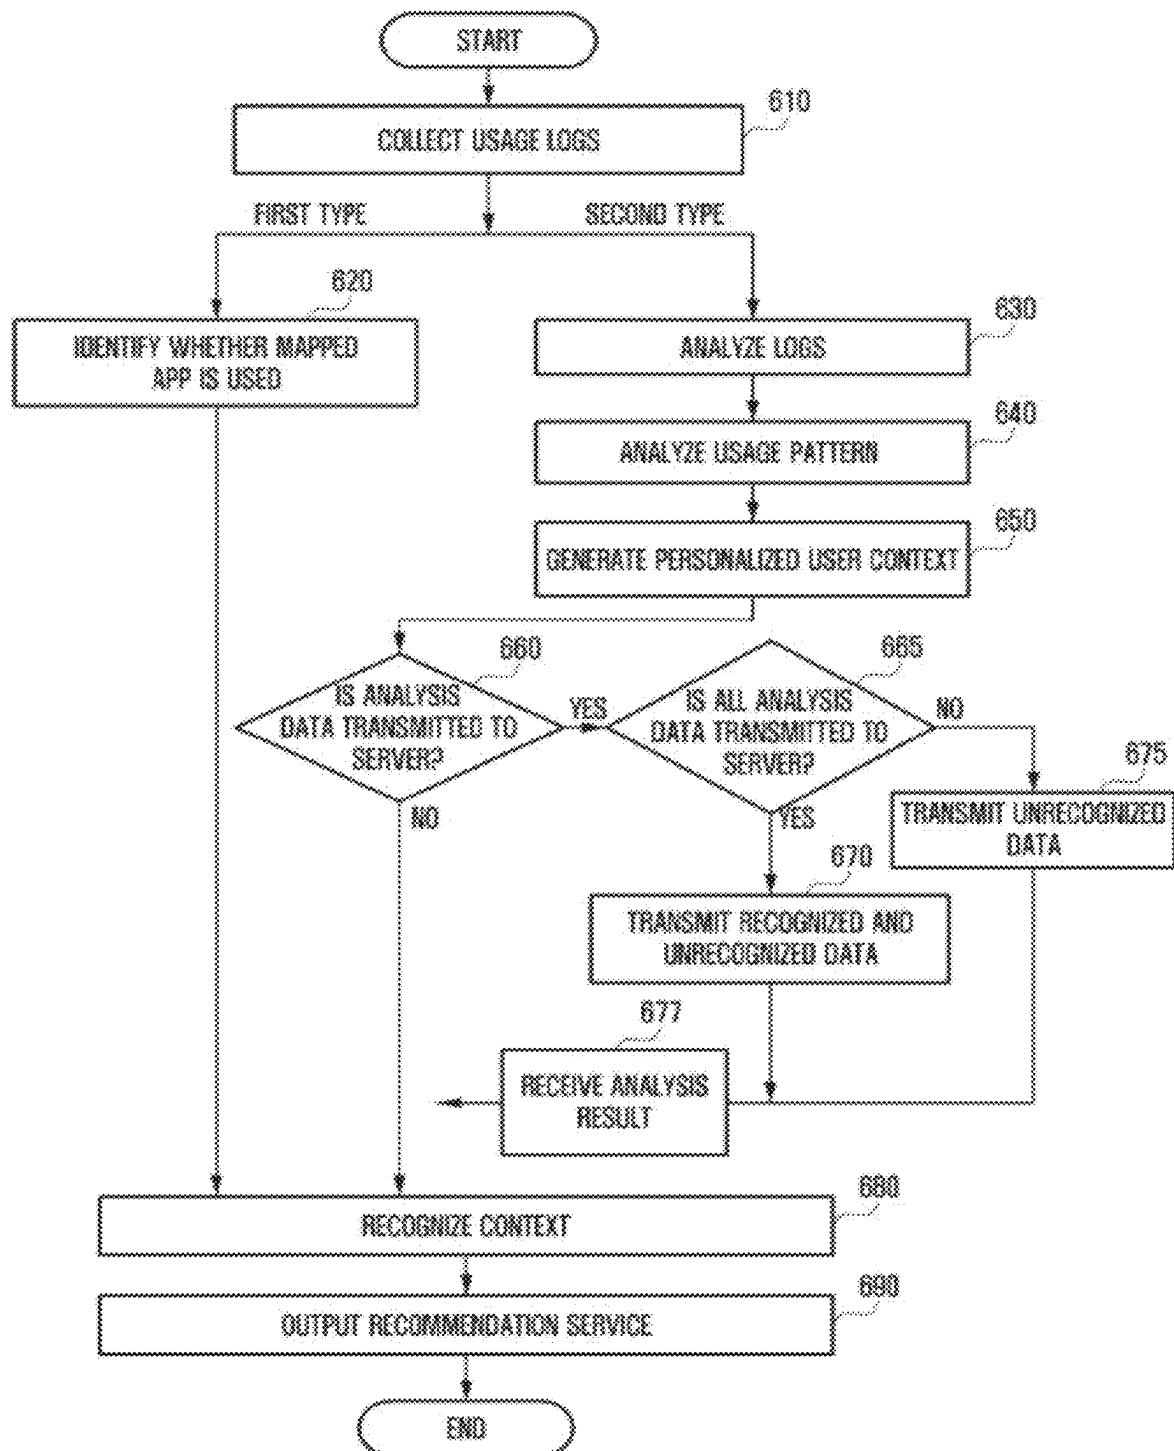 START
610
COLLECT USAGE LOGS
FIRST TYPE
SECOND TYPE
620
IDENTIFY WHETHER MAPPED
APP IS USED
630
ANALYZE LOGS
640
ANALYZE USAGE PATTERN
650
GENERATE PERSONALIZED USER CONTEXT
660
IS ANALYSIS
DATA TRANSMITTED TO
SERVER?
YES
NO
665
IS ALL ANALYSIS
DATA TRANSMITTED TO
SERVER?
NO
YES
675
TRANSMIT UNRECOGNIZED
DATA
670
TRANSMIT RECOGNIZED AND
UNRECOGNIZED DATA
677
RECEIVE ANALYSIS
RESULT
680
RECOGNIZE CONTEXT
690
OUTPUT RECOMMENDATION SERVICE
END